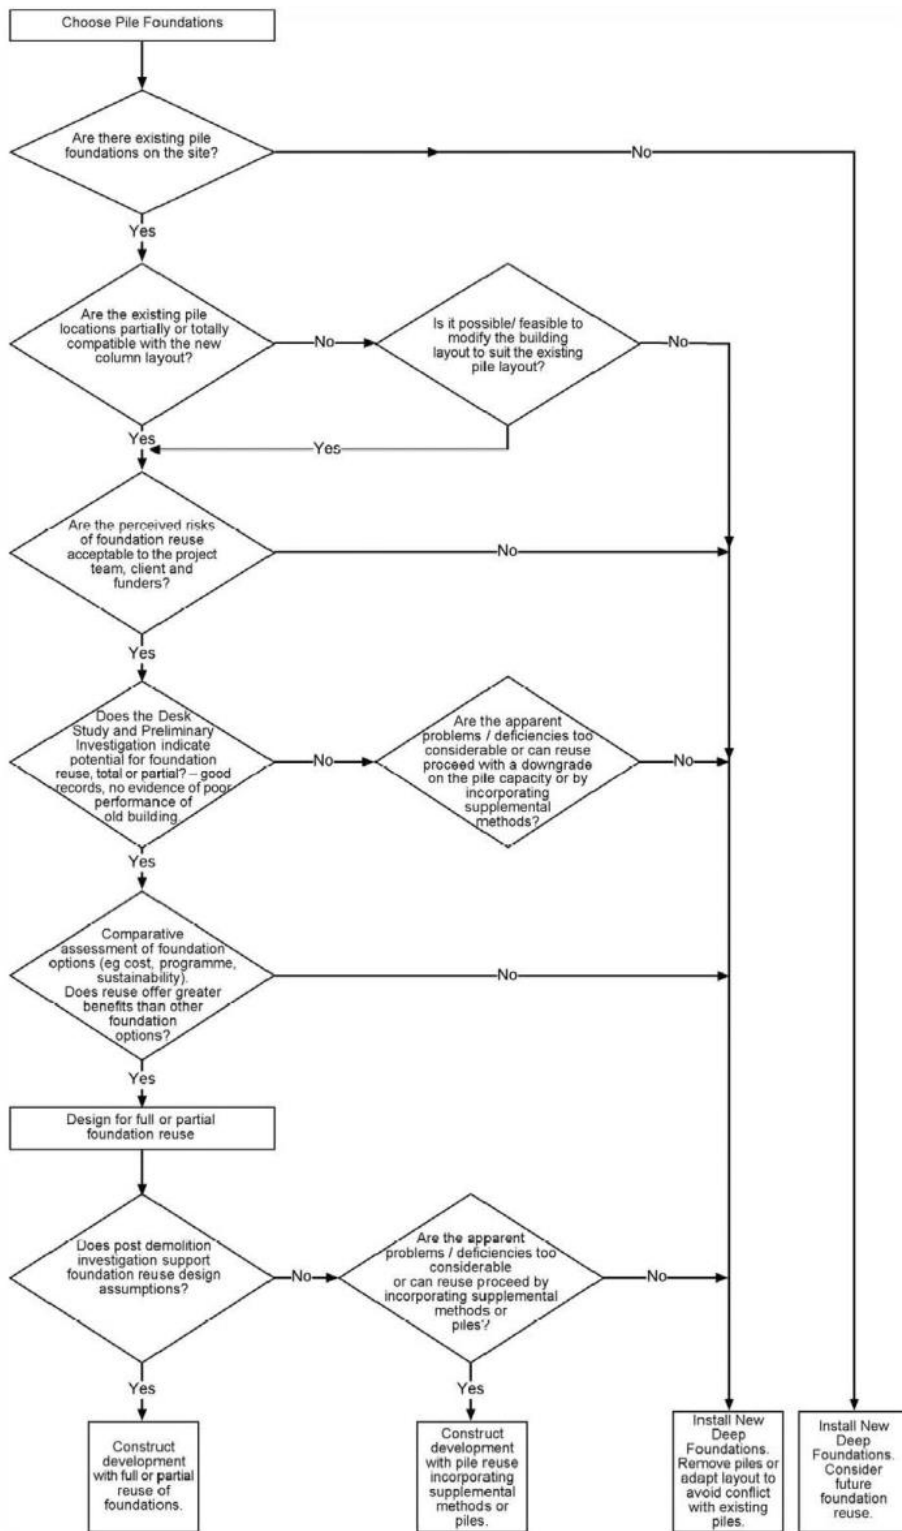 Choose Pile Foundations
Are there existing pile
foundations on the site?
No
Yes
Are the existing pile
locations partially or totally
compatible with the new
column layout?
No
Is it possible/ feasible to
modify the building
layout to suit the existing
pile layout?
No
Yes
Yes
Are the perceived risks
of foundation reuse
acceptable to the project
team, client and
funders?
No
Yes
Does the Desk
Study and Preliminary
Investigation indicate
potential for foundation
reuse, total or partial? – good
records, no evidence of poor
performance of
old building.
No
Are the apparent
problems / deficiencies too
considerable or can reuse
proceed with a downgrade
on the pile capacity or by
incorporating
supplemental
methods?
No
Yes
Comparative
assessment of foundation
options (eg cost, programme,
sustainability).
Does reuse offer greater
benefits than other
foundation
options?
No
Yes
Design for full or partial
foundation reuse
Does post demolition
investigation support
foundation reuse design
assumptions?
No
Are the apparent
problems / deficiencies too
considerable
or can reuse proceed by
incorporating supplemental
methods or
piles?
No
Yes
Yes
Construct
development
with full or partial
reuse of
foundations.
Construct
development
with pile reuse
incorporating
supplemental
methods or
piles.
Install New
Deep
Foundations.
Remove piles or
adapt layout to
avoid conflict
with existing
piles.
Install New
Deep
Foundations.
Consider
future
foundation
reuse.